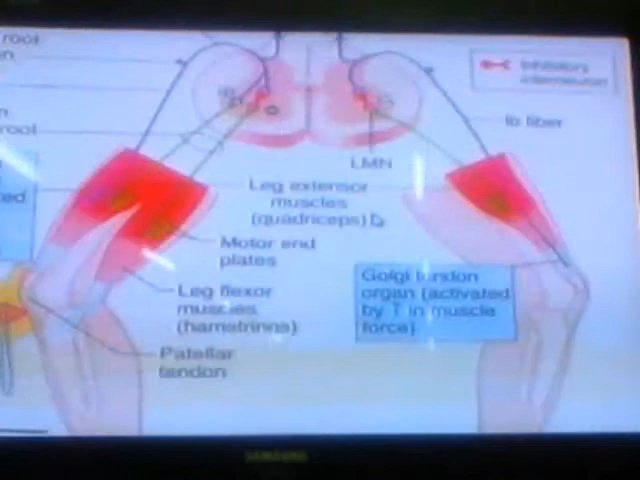 root
Inhibitory
interneuron
root
Ib fiber
LMN
Leg extensor
muscles
(quadriceps)
Motor end
plates
Golgi tendon
organ (activated
by ↑ in muscle
force)
Leg flexor
muscles
(hamstrings)
Patellar
tendon
SAMSUNG